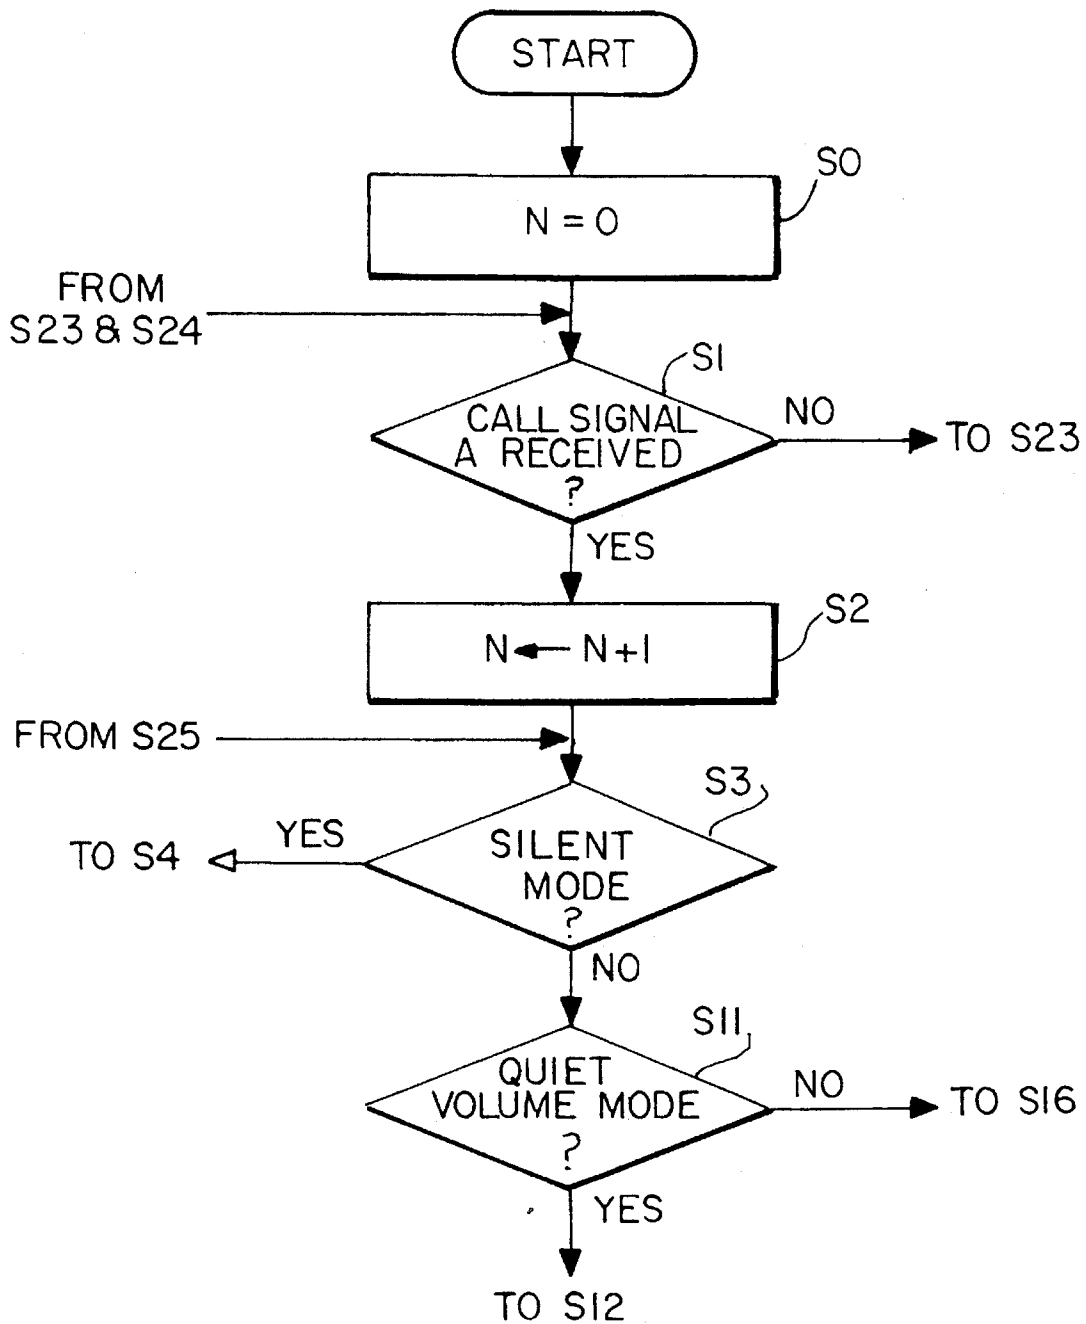 START
S0
N = 0
FROM
S23 & S24
S1
CALL SIGNAL
A RECEIVED
?
NO
TO S23
YES
S2
N ← N+1
FROM S25
S3
YES
TO S4
SILENT
MODE
?
NO
S11
QUIET
VOLUME MODE
?
NO
TO S16
YES
TO S12